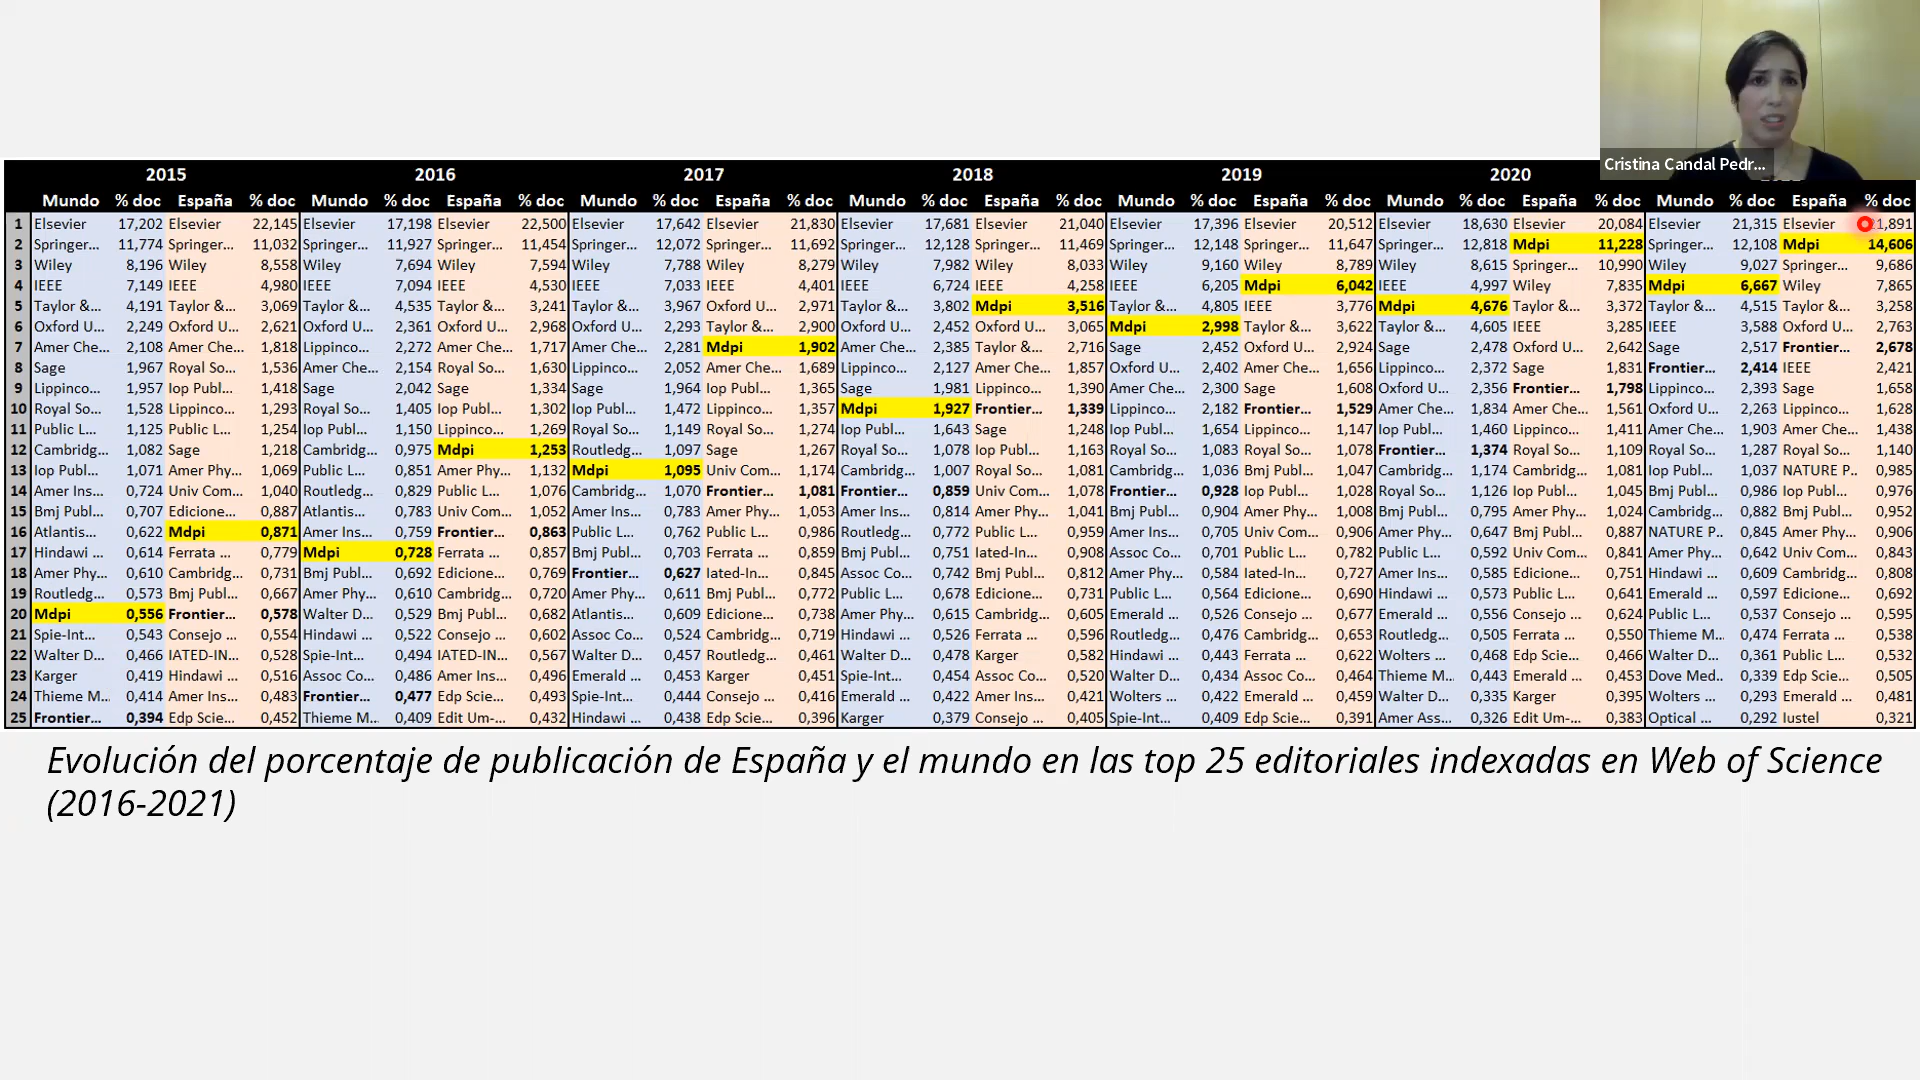 Cristina Candal Pedr...
2015 2016 2017 2018 2019 2020
Mundo % doc España % doc Mundo % doc España % doc Mundo % doc España % doc Mundo % doc España % doc Mundo % doc España % doc Mundo % doc España % doc Mundo % doc España % doc
1 Elsevier 17,202 Elsevier 22,145 Elsevier 17,198 Elsevier 22,500 Elsevier 17,642 Elsevier 21,830 Elsevier 17,681 Elsevier 21,040 Elsevier 17,396 Elsevier 20,512 Elsevier 18,630 Elsevier 20,084 Elsevier 21,315 Elsevier 1,891
2 Springer... 11,774 Springer... 11,032 Springer... 11,927 Springer... 11,454 Springer... 12,072 Springer... 11,692 Springer... 12,128 Springer... 11,469 Springer... 12,148 Springer... 11,647 Springer... 12,818 Mdpi 11,228 Springer... 12,108 Mdpi 14,606
3 Wiley 8,196 Wiley 8,558 Wiley 7,694 Wiley 7,594 Wiley 7,788 Wiley 8,279 Wiley 7,982 Wiley 8,033 Wiley 9,160 Wiley 8,789 Wiley 8,615 Springer... 10,990 Wiley 9,027 Springer... 9,686
4 IEEE 7,149 IEEE 4,980 IEEE 7,094 IEEE 4,530 IEEE 7,033 IEEE 4,401 IEEE 6,724 IEEE 4,258 IEEE 6,205 Mdpi 6,042 IEEE 4,997 Wiley 7,835 Mdpi 6,667 Wiley 7,865
5 Taylor &... 4,191 Taylor &... 3,069 Taylor &... 4,535 Taylor &... 3,241 Taylor &... 3,967 Oxford U... 2,971 Taylor &... 3,802 Mdpi 3,516 Taylor &... 4,805 IEEE 3,776 Mdpi 4,676 Taylor &... 3,372 Taylor &... 4,515 Taylor &... 3,258
6 Oxford U... 2,249 Oxford U... 2,621 Oxford U... 2,361 Oxford U... 2,968 Oxford U... 2,293 Taylor &... 2,900 Oxford U... 2,452 Oxford U... 3,065 Mdpi 2,998 Taylor &... 3,622 Taylor &... 4,605 IEEE 3,285 IEEE 3,588 Oxford U... 2,763
7 Amer Che... 2,108 Amer Che... 1,818 Lippinco... 2,272 Amer Che... 1,717 Amer Che... 2,281 Mdpi 1,902 Amer Che... 2,385 Taylor &... 2,716 Sage 2,452 Oxford U... 2,924 Sage 2,478 Oxford U... 2,642 Sage 2,517 Frontier... 2,678
8 Sage 1,967 Royal So... 1,536 Amer Che... 2,154 Royal So... 1,630 Lippinco... 2,052 Amer Che... 1,689 Lippinco... 2,127 Amer Che... 1,857 Oxford U... 2,402 Amer Che... 1,656 Lippinco... 2,372 Sage 1,831 Frontier... 2,414 IEEE 2,421
9 Lippinco... 1,957 Iop Publ... 1,418 Sage 2,042 Sage 1,334 Sage 1,964 Iop Publ... 1,365 Sage 1,981 Lippinco... 1,390 Amer Che... 2,300 Sage 1,608 Oxford U... 2,356 Frontier... 1,798 Lippinco... 2,393 Sage 1,658
10 Royal So... 1,528 Lippinco... 1,293 Royal So... 1,405 Iop Publ... 1,302 Iop Publ... 1,472 Lippinco... 1,357 Mdpi 1,927 Frontier... 1,339 Lippinco... 2,182 Frontier... 1,529 Amer Che... 1,834 Amer Che... 1,561 Oxford U... 2,263 Lippinco... 1,628
11 Public L... 1,125 Public L... 1,254 Iop Publ... 1,150 Lippinco... 1,269 Royal So... 1,149 Royal So... 1,274 Iop Publ... 1,643 Sage 1,248 Iop Publ... 1,654 Lippinco... 1,147 Iop Publ... 1,460 Lippinco... 1,411 Amer Che... 1,903 Amer Che... 1,438
12 Cambridg... 1,082 Sage 1,218 Cambridg... 0,975 Mdpi 1,253 Routledg... 1,097 Sage 1,267 Royal So... 1,078 Iop Publ... 1,163 Royal So... 1,083 Royal So... 1,078 Frontier... 1,374 Royal So... 1,109 Royal So... 1,287 Royal So... 1,140
13 Iop Publ... 1,071 Amer Phy... 1,069 Public L... 0,851 Amer Phy... 1,132 Mdpi 1,095 Univ Com... 1,174 Cambridg... 1,007 Royal So... 1,081 Cambridg... 1,036 Bmj Publ... 1,047 Cambridg... 1,174 Cambridg... 1,081 Iop Publ... 1,037 NATURE P... 0,985
14 Amer Ins... 0,724 Univ Com... 1,040 Routledg... 0,829 Public L... 1,076 Cambridg... 1,070 Frontier... 1,081 Frontier... 0,859 Univ Com... 1,078 Frontier... 0,928 Iop Publ... 1,028 Royal So... 1,126 Iop Publ... 1,045 Bmj Publ... 0,986 Iop Publ... 0,976
15 Bmj Publ... 0,707 Edicione... 0,887 Atlantis... 0,783 Univ Com... 1,052 Amer Ins... 0,783 Amer Phy... 1,053 Amer Ins... 0,814 Amer Phy... 1,041 Bmj Publ... 0,904 Amer Phy... 1,008 Bmj Publ... 0,795 Amer Phy... 1,024 Cambridg... 0,882 Bmj Publ... 0,952
16 Atlantis... 0,622 Mdpi 0,871 Amer Ins... 0,759 Frontier... 0,863 Public L... 0,762 Public L... 0,986 Routledg... 0,772 Public L... 0,959 Amer Ins... 0,705 Univ Com... 0,906 Amer Phy... 0,647 Bmj Publ... 0,887 NATURE P... 0,845 Amer Phy... 0,906
17 Hindawi ... 0,614 Ferrata ... 0,779 Mdpi 0,728 Ferrata ... 0,857 Bmj Publ... 0,703 Ferrata ... 0,859 Bmj Publ... 0,751 Iated-In... 0,908 Assoc Co... 0,701 Public L... 0,782 Public L... 0,592 Univ Com... 0,841 Amer Phy... 0,642 Univ Com... 0,843
18 Amer Phy... 0,610 Cambridg... 0,731 Bmj Publ... 0,692 Edicione... 0,769 Frontier... 0,627 Iated-In... 0,845 Assoc Co... 0,742 Bmj Publ... 0,812 Amer Phy... 0,584 Iated-In... 0,727 Amer Ins... 0,585 Edicione... 0,751 Hindawi ... 0,609 Cambridg... 0,808
19 Routledg... 0,573 Bmj Publ... 0,667 Amer Phy... 0,610 Cambridg... 0,720 Amer Phy... 0,611 Bmj Publ... 0,772 Public L... 0,678 Edicione... 0,731 Public L... 0,564 Edicione... 0,690 Hindawi ... 0,573 Public L... 0,641 Emerald ... 0,597 Edicione... 0,692
20 Mdpi 0,556 Frontier... 0,578 Walter D... 0,529 Bmj Publ... 0,682 Atlantis... 0,609 Edicione... 0,738 Amer Phy... 0,615 Cambridg... 0,605 Emerald ... 0,526 Consejo ... 0,677 Emerald ... 0,556 Consejo ... 0,624 Public L... 0,537 Consejo ... 0,595
21 Spie-Int... 0,543 Consejo ... 0,554 Hindawi ... 0,522 Consejo ... 0,602 Assoc Co... 0,524 Cambridg... 0,719 Hindawi ... 0,526 Ferrata ... 0,596 Routledg... 0,476 Cambridg... 0,653 Routledg... 0,505 Ferrata ... 0,550 Thieme M... 0,474 Ferrata ... 0,538
22 Walter D... 0,466 IATED-IN... 0,528 Spie-Int... 0,494 IATED-IN... 0,567 Walter D... 0,457 Routledg... 0,461 Walter D... 0,478 Karger 0,582 Hindawi ... 0,443 Ferrata ... 0,622 Wolters ... 0,468 Edp Scie... 0,466 Walter D... 0,361 Public L... 0,532
23 Karger 0,419 Hindawi ... 0,516 Assoc Co... 0,486 Amer Ins... 0,496 Emerald ... 0,453 Karger 0,451 Spie-Int... 0,454 Assoc Co... 0,520 Walter D... 0,434 Assoc Co... 0,464 Thieme M... 0,443 Emerald ... 0,453 Dove Med... 0,339 Edp Scie... 0,505
24 Thieme M... 0,414 Amer Ins... 0,483 Frontier... 0,477 Edp Scie... 0,493 Spie-Int... 0,444 Consejo ... 0,416 Emerald ... 0,422 Amer Ins... 0,421 Wolters ... 0,422 Emerald ... 0,459 Walter D... 0,335 Karger 0,395 Wolters ... 0,293 Emerald ... 0,481
25 Frontier... 0,394 Edp Scie... 0,452 Thieme M... 0,409 Edit Um-... 0,432 Hindawi ... 0,438 Edp Scie... 0,396 Karger 0,379 Consejo ... 0,405 Spie-Int... 0,409 Edp Scie... 0,391 Amer Ass... 0,326 Edit Um-... 0,383 Optical ... 0,292 Iustel 0,321
Evolución del porcentaje de publicación de España y el mundo en las top 25 editoriales indexadas en Web of Science
(2016-2021)